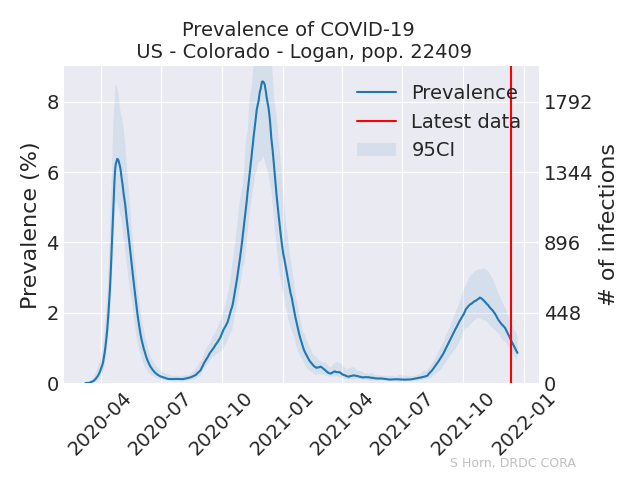 Prevalence of COVID-19
US - Colorado - Logan, pop. 22409
Prevalence
Latest data
95CI
Prevalence (%)
8
6
4
2
0
1792
1344
896
448
0
# of infections
2020-04
2020-07
2020-10
2021-01
2021-04
2021-07
2021-10
2022-01
S Horn, DRDC CORA